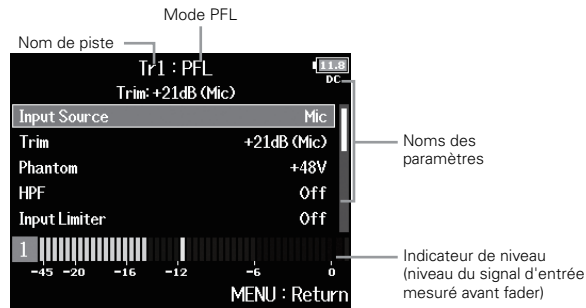 Mode PFL
Nom de piste
Tr1 : PFL
11.8
DC
Trim: +21dB (Mic)
Input Source Mic
Trim +21dB (Mic)
Phantom +48V
HPF Off
Input Limiter Off
Noms des
paramètres
1
-45 -20 -16 -12 -6 0
MENU : Return
Indicateur de niveau
(niveau du signal d'entrée
mesuré avant fader)